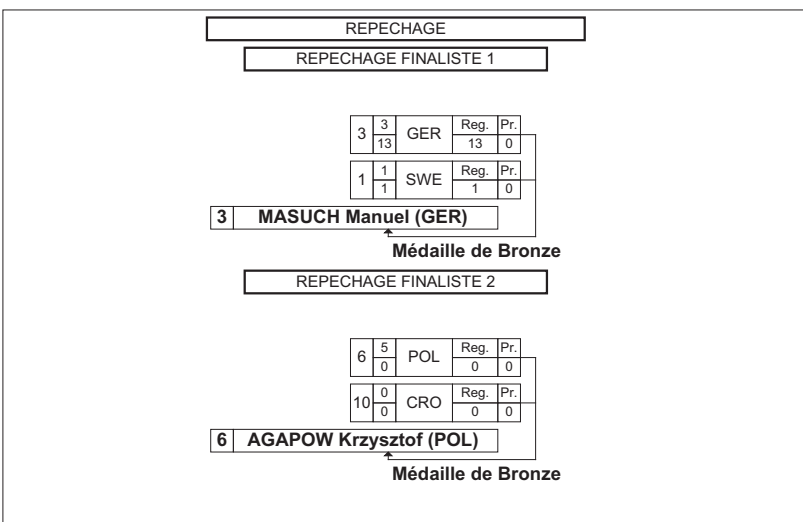 REPECHAGE
REPECHAGE FINALISTE 1
3 3 GER Reg. Pr.
13 13 0
1 1 SWE Reg. Pr.
1 1 0
3 MASUCH Manuel (GER)
Médaille de Bronze
REPECHAGE FINALISTE 2
6 5 POL Reg. Pr.
0 0 0
10 0 CRO Reg. Pr.
0 0 0
6 AGAPOW Krzysztof (POL)
Médaille de Bronze